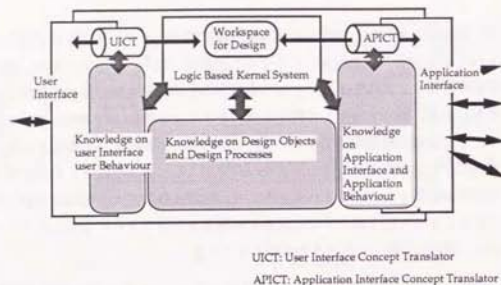 UICT
Workspace
for Design
APICT
User
Interface
Logic Based Kernel System
Application
Interface
Knowledge on
user Interface
user Behaviour
Knowledge on Design Objects
and Design Processes
Knowledge
on
Application
Interface and
Application
Behaviour
UICT: User Interface Concept Translator
APICT: Application Interface Concept Translator